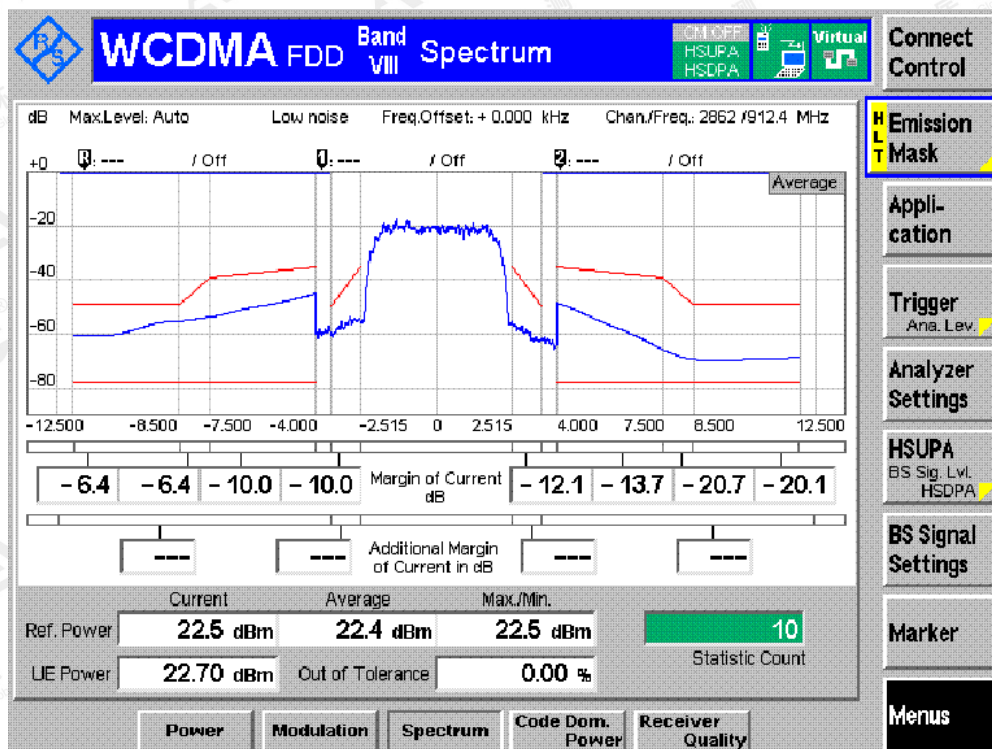 R S
WCDMA FDD Band VIII Spectrum
HSUPA
HSDPA
Virtual
Connect Control
dB Max.Level: Auto Low noise Freq.Offset: + 0.000 kHz Chan./Freq.: 2862 /912.4 MHz
HLT Emission Mask
+0 R: --- / Off 1: --- / Off 2: --- / Off
Average
-20
-40
-60
-80
-12.500 -8.500 -7.500 -4.000 -2.515 0 2.515 4.000 7.500 8.500 12.500
Appli-
cation
Trigger
Ana. Lev.
Analyzer
Settings
– 6.4 – 6.4 – 10.0 – 10.0 Margin of Current dB – 12.1 – 13.7 – 20.7 – 20.1
HSUPA
BS Sig. Lvl.
HSDPA
--- --- Additional Margin of Current in dB --- ---
BS Signal
Settings
Current Average Max./Min.
Ref. Power 22.5 dBm 22.4 dBm 22.5 dBm 10
Statistic Count
UE Power 22.70 dBm Out of Tolerance 0.00 %
Marker
Power Modulation Spectrum Code Dom. Power Receiver Quality
Menus